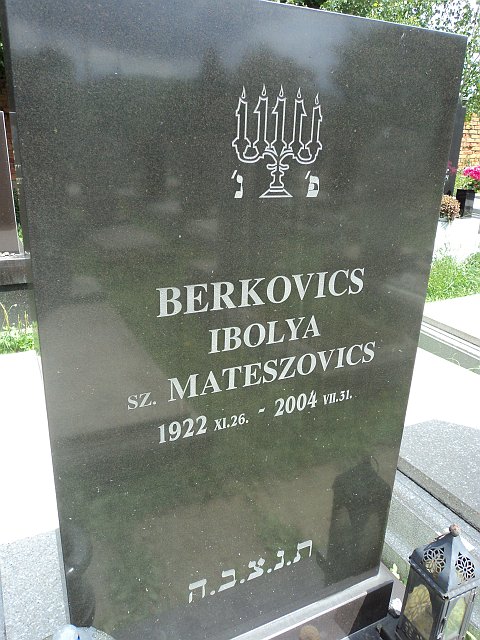 פ׳ נ׳
BERKOVICS
IBOLYA
SZ. MATESZOVICS
1922 XI.26. - 2004 VII.31.
ת.נ.צ.ב.ה